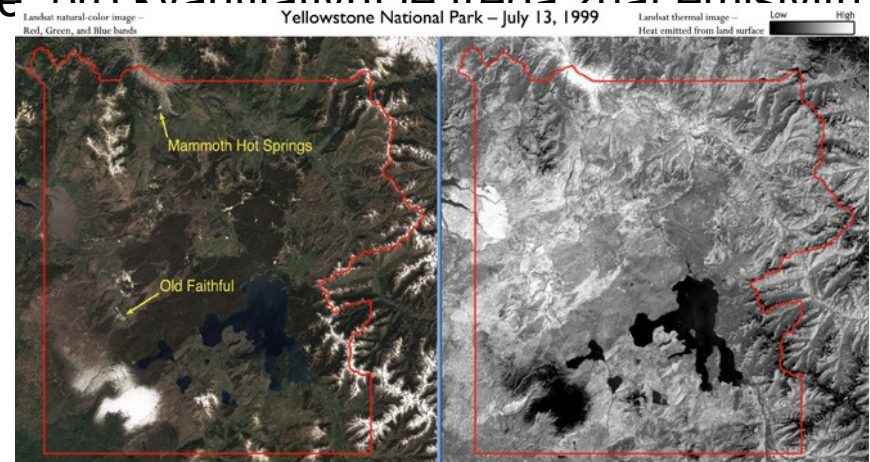 Landsat natural-color image –
Red, Green, and Blue bands
Yellowstone National Park – July 13, 1999
Landsat thermal image –
Heat emitted from land surface
Low High
Mammoth Hot Springs
Old Faithful